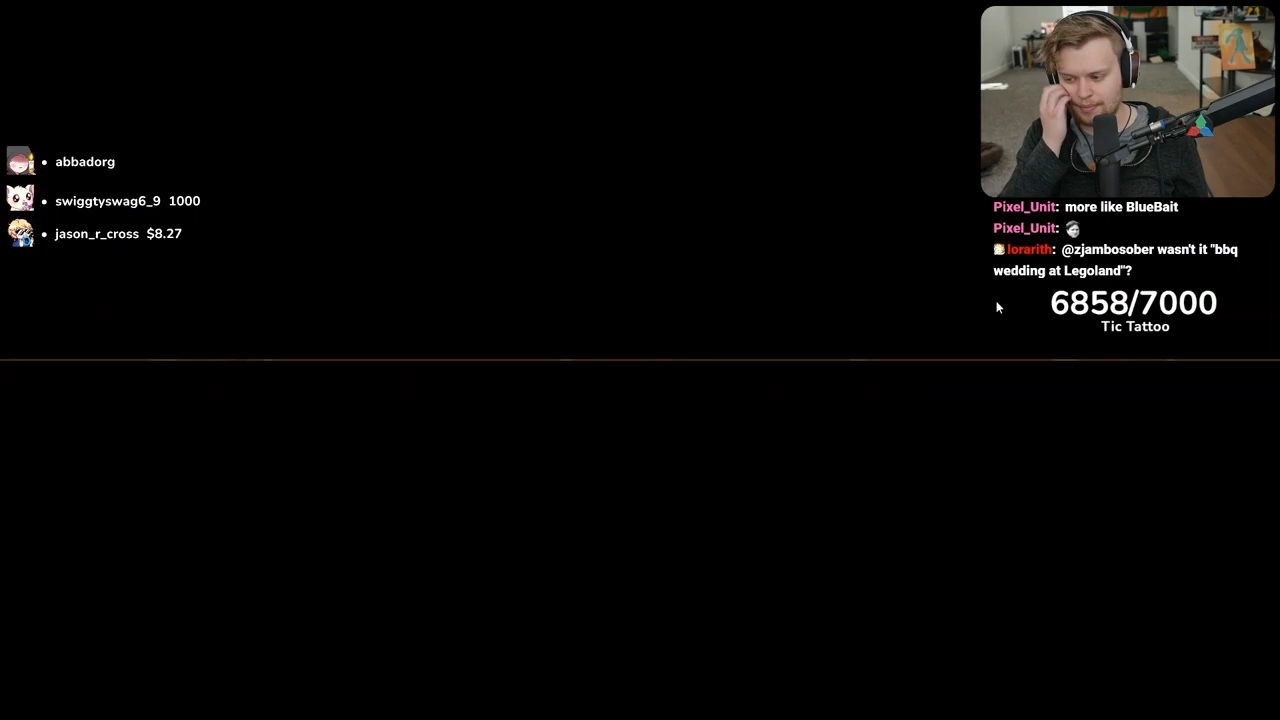 abbadorg
swiggtyswag6_9 1000
jason_r_cross $8.27
Pixel_Unit: more like BlueBait
Pixel_Unit:
lorarith: @zjambosober wasn't it "bbq
wedding at Legoland"?
6858/7000
Tic Tattoo